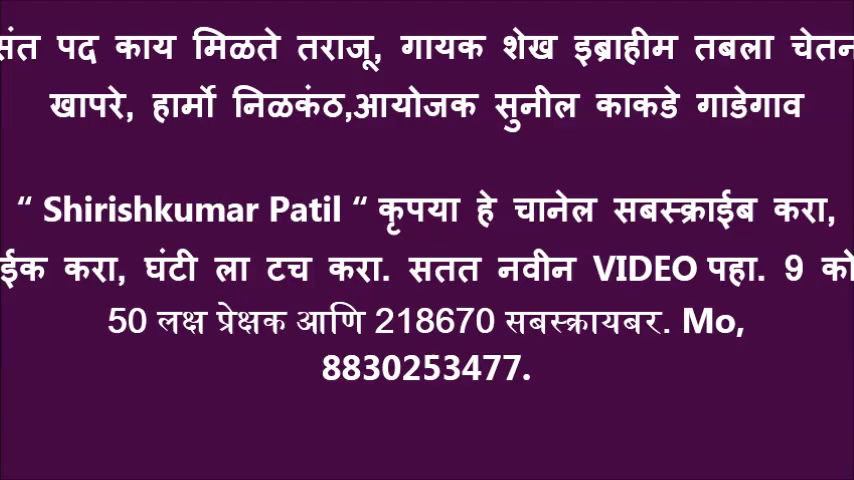 संत पद काय मिळते तराजू, गायक शेख इब्राहीम तबला चेतन
खापरे, हार्मो निळकंठ,आयोजक सुनील काकडे गाडेगाव
“ Shirishkumar Patil “ कृपया हे चानेल सबस्क्राईब करा,
ईक करा, घंटी ला टच करा. सतत नवीन VIDEO पहा. 9 को
50 लक्ष प्रेक्षक आणि 218670 सबस्क्रायबर. Mo,
8830253477.